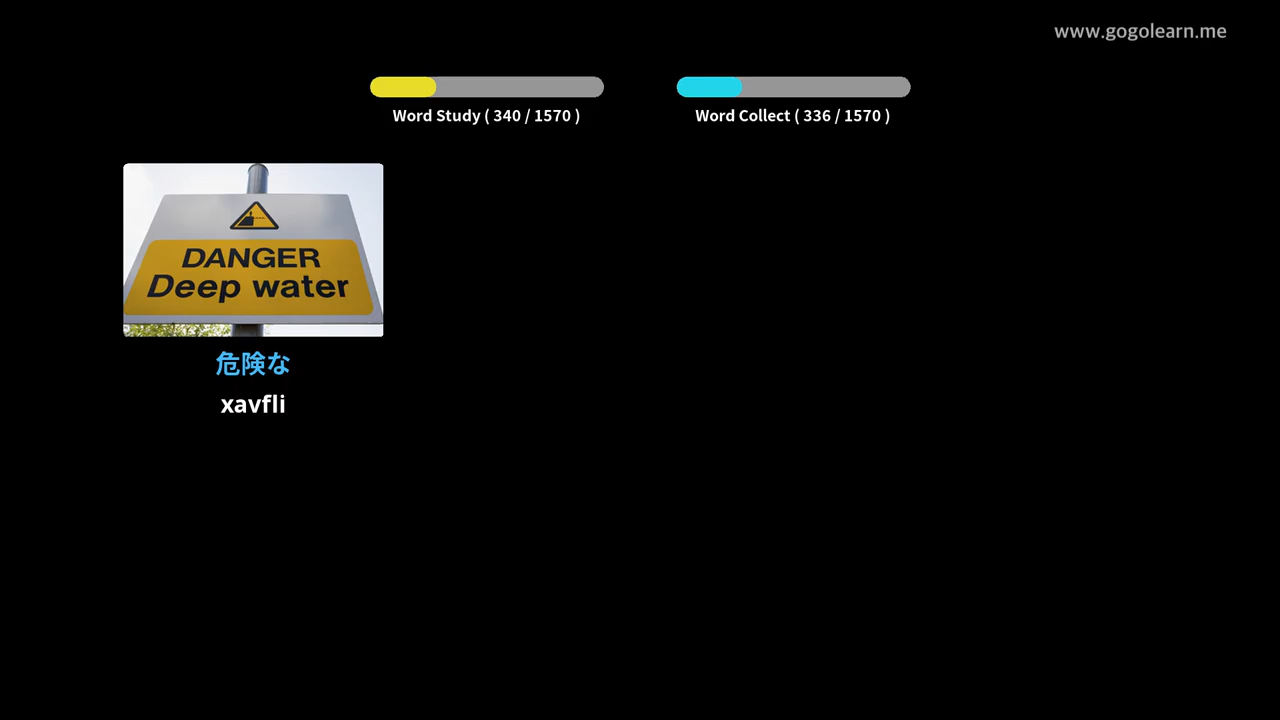 www.gogolearn.me
Word Study ( 340 / 1570 )
Word Collect ( 336 / 1570 )
DANGER
Deep water
危険な
xavfli